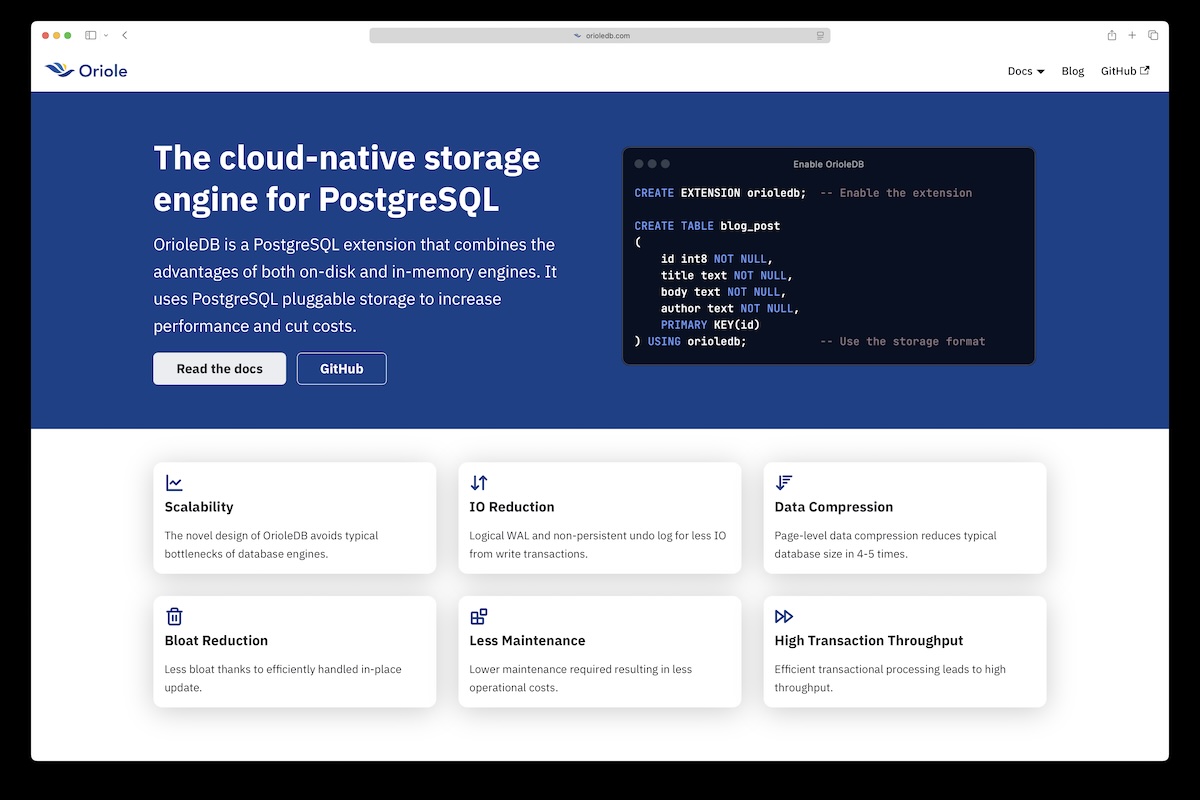 orioledb.com
Oriole
Docs
Blog
GitHub
The cloud-native storage
engine for PostgreSQL
OrioleDB is a PostgreSQL extension that combines the
advantages of both on-disk and in-memory engines. It
uses PostgreSQL pluggable storage to increase
performance and cut costs.
Read the docs
GitHub
Enable OrioleDB
CREATE EXTENSION orioledb;  -- Enable the extension
CREATE TABLE blog_post
(
    id int8 NOT NULL,
    title text NOT NULL,
    body text NOT NULL,
    author text NOT NULL,
    PRIMARY KEY(id)
) USING orioledb;           -- Use the storage format
Scalability
The novel design of OrioleDB avoids typical
bottlenecks of database engines.
IO Reduction
Logical WAL and non-persistent undo log for less IO
from write transactions.
Data Compression
Page-level data compression reduces typical
database size in 4-5 times.
Bloat Reduction
Less bloat thanks to efficiently handled in-place
update.
Less Maintenance
Lower maintenance required resulting in less
operational costs.
High Transaction Throughput
Efficient transactional processing leads to high
throughput.